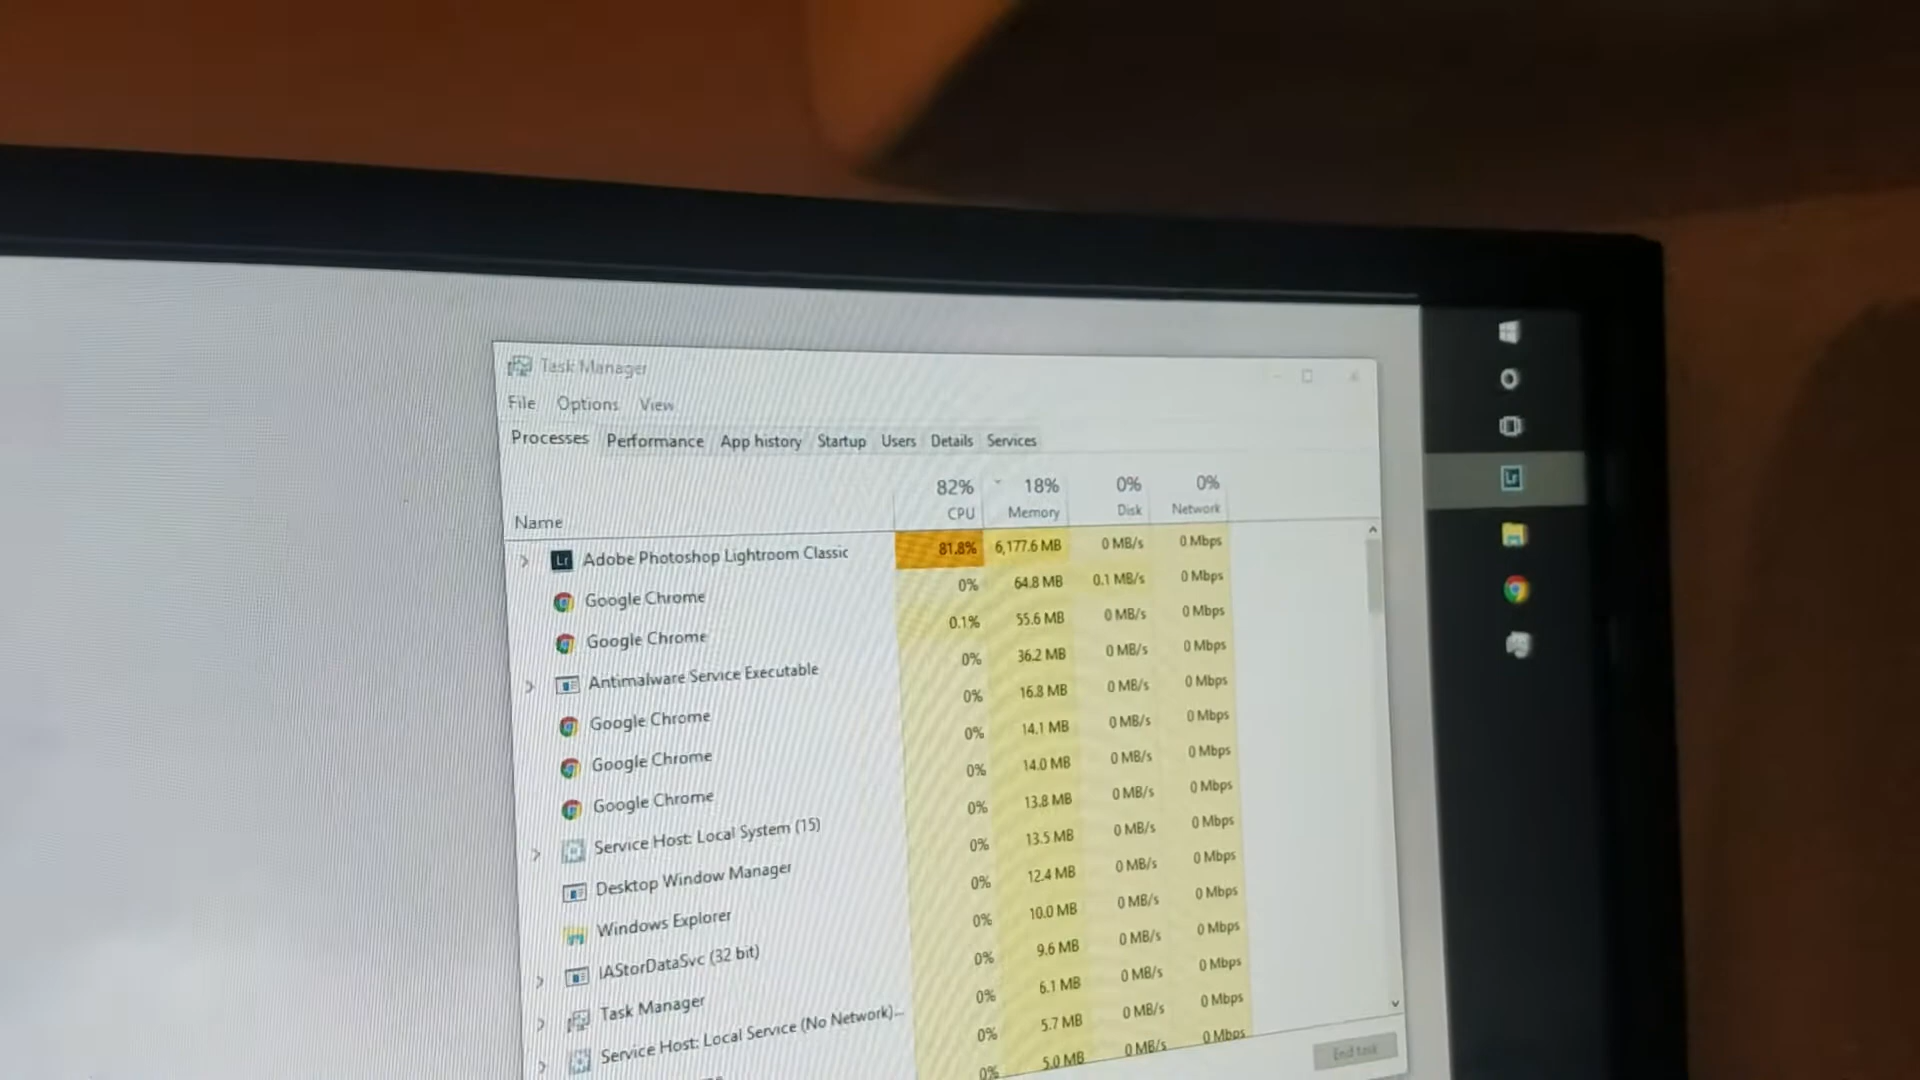 Task Manager
File Options View
Processes Performance App history Startup Users Details Services
82% 18% 0% 0%
Name CPU Memory Disk Network
Lr Adobe Photoshop Lightroom Classic 81.8% 6,177.6 MB 0 MB/s 0 Mbps
Google Chrome 0% 64.8 MB 0.1 MB/s 0 Mbps
Google Chrome 0.1% 55.6 MB 0 MB/s 0 Mbps
Antimalware Service Executable 0% 36.2 MB 0 MB/s 0 Mbps
Google Chrome 0% 16.8 MB 0 MB/s 0 Mbps
Google Chrome 0% 14.1 MB 0 MB/s 0 Mbps
Google Chrome 0% 14.0 MB 0 MB/s 0 Mbps
Service Host: Local System (15) 0% 13.8 MB 0 MB/s 0 Mbps
Desktop Window Manager 0% 13.5 MB 0 MB/s 0 Mbps
Windows Explorer 0% 12.4 MB 0 MB/s 0 Mbps
IAStorDataSvc (32 bit) 0% 10.0 MB 0 MB/s 0 Mbps
Task Manager 0% 9.6 MB 0 MB/s 0 Mbps
Service Host: Local Service (No Network)... 0% 6.1 MB 0 MB/s 0 Mbps
0% 5.7 MB 0 MB/s 0 Mbps
0% 5.0 MB 0 MB/s 0 Mbps
End task
Lr